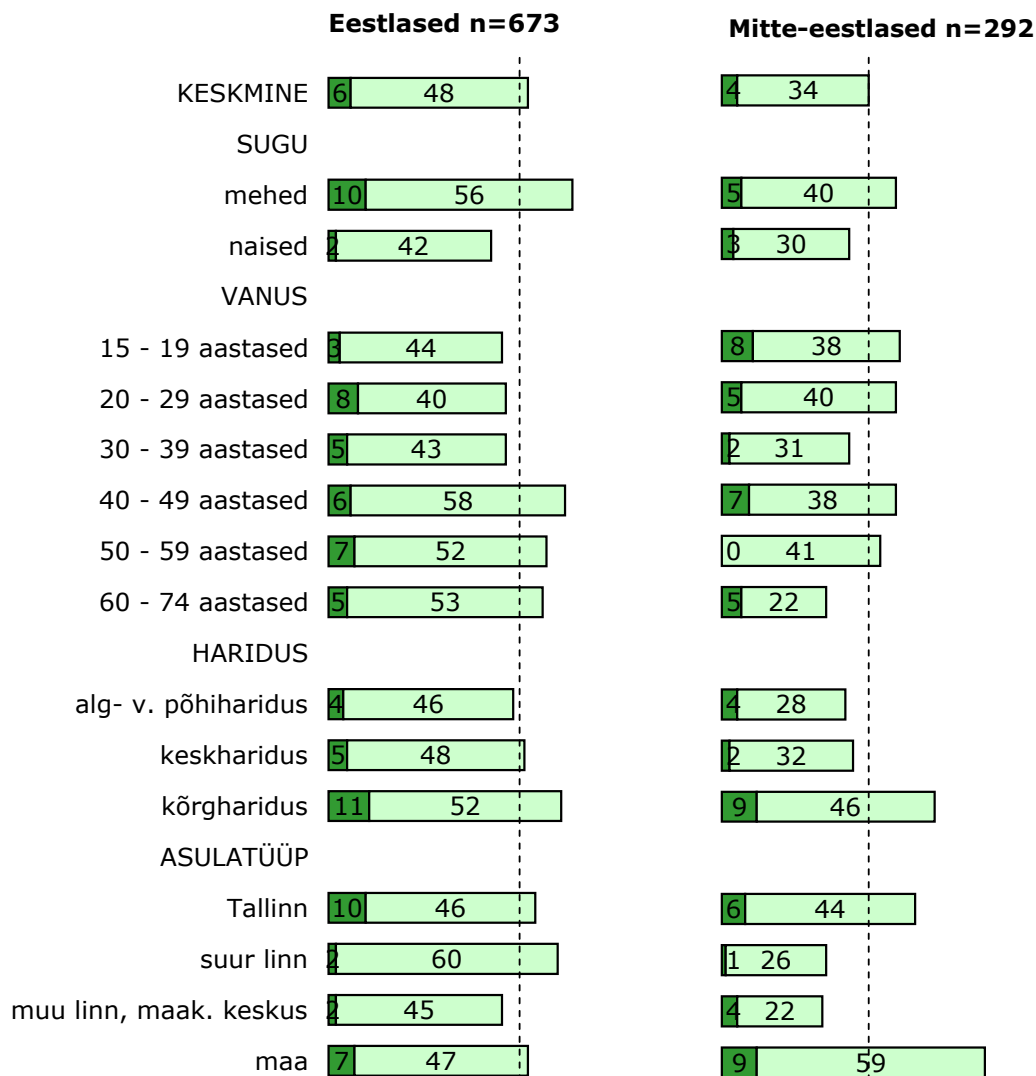 Eestlased n=673 Mitte-eestlased n=292
KESKMINE 6 48 4 34
SUGU
mehed 10 56 5 40
naised 2 42 3 30
VANUS
15 - 19 aastased 3 44 8 38
20 - 29 aastased 8 40 5 40
30 - 39 aastased 5 43 2 31
40 - 49 aastased 6 58 7 38
50 - 59 aastased 7 52 0 41
60 - 74 aastased 5 53 5 22
HARIDUS
alg- v. põhiharidus 4 46 4 28
keskharidus 5 48 2 32
kõrgharidus 11 52 9 46
ASULATÜÜP
Tallinn 10 46 6 44
suur linn 2 60 1 26
muu linn, maak. keskus 2 45 4 22
maa 7 47 9 59